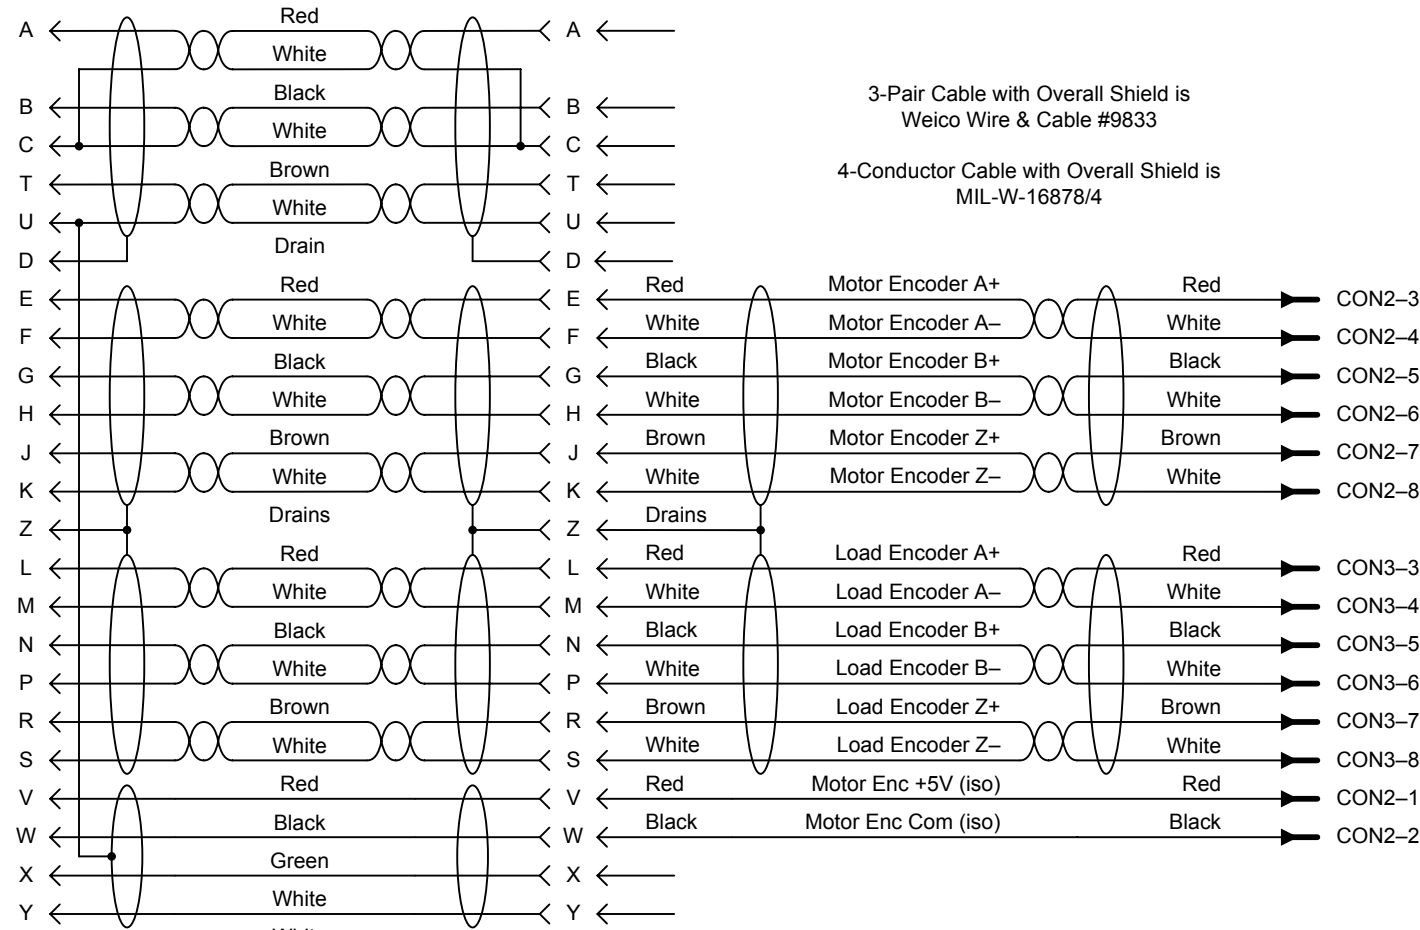 Red
A A
White
3-Pair Cable with Overall Shield is
Weico Wire & Cable #9833
Black
B B
White
C C
4-Conductor Cable with Overall Shield is
MIL-W-16878/4
Brown
T T
White
U U
Drain
D D
Red Red Motor Encoder A+ Red
E E CON2–3
White White Motor Encoder A– White
F F CON2–4
Black Black Motor Encoder B+ Black
G G CON2–5
White White Motor Encoder B– White
H H CON2–6
Brown Brown Motor Encoder Z+ Brown
J J CON2–7
White White Motor Encoder Z– White
K K CON2–8
Drains Drains
Z Z
Red Red Load Encoder A+ Red
L L CON3–3
White White Load Encoder A– White
M M CON3–4
Black Black Load Encoder B+ Black
N N CON3–5
White White Load Encoder B– White
P P CON3–6
Brown Brown Load Encoder Z+ Brown
R R CON3–7
White White Load Encoder Z– White
S S CON3–8
Red Red Motor Enc +5V (iso) Red
V V CON2–1
Black Black Motor Enc Com (iso) Black
W W CON2–2
Green
X X
White
Y Y